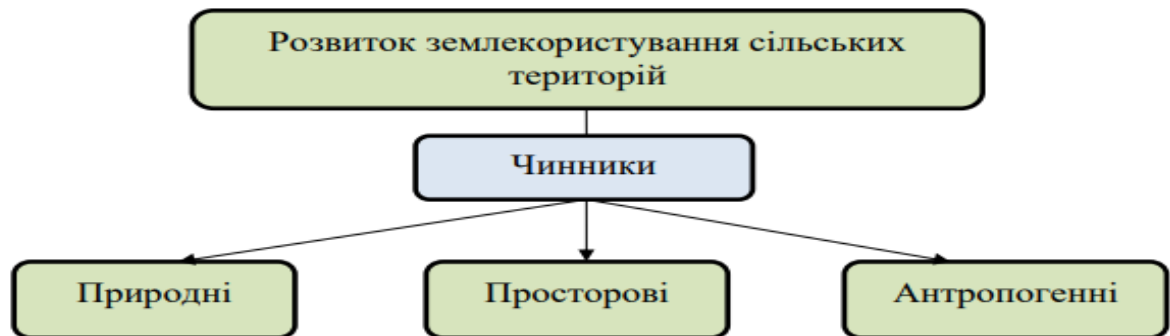 Розвиток землекористування сільських
територій
Чинники
Природні
Просторові
Антропогенні